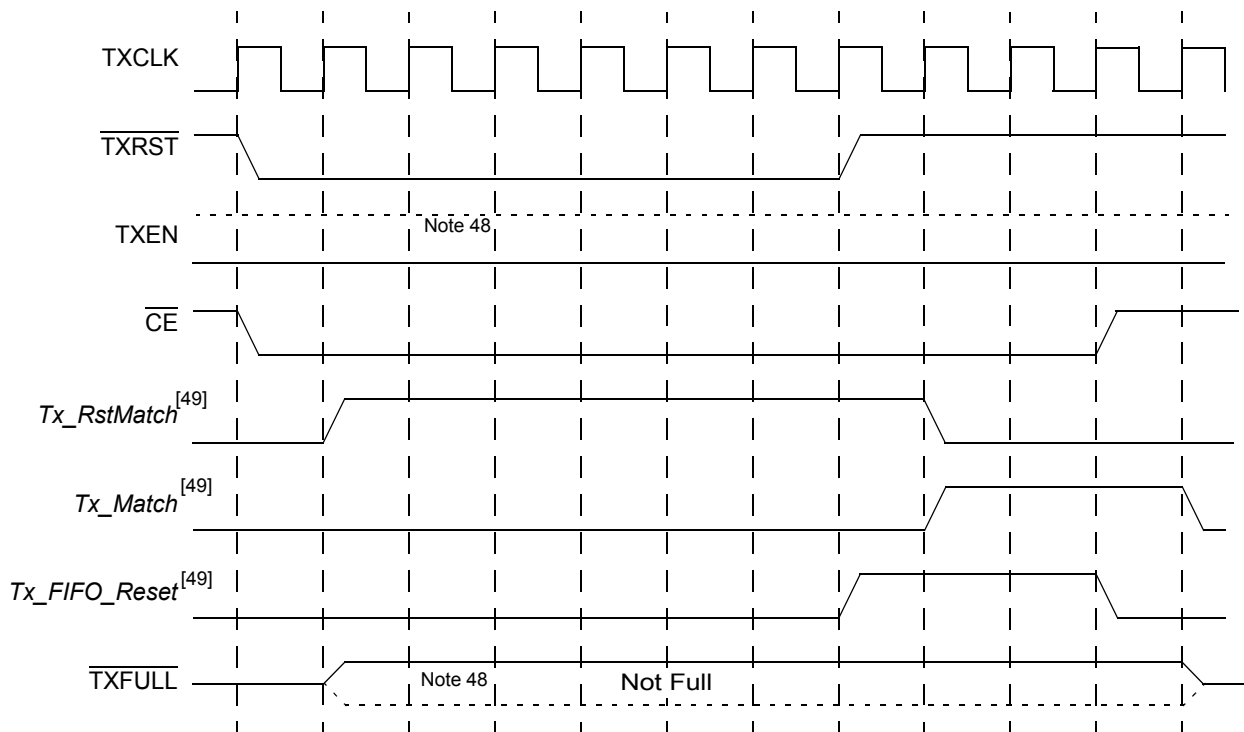 TXCLK
TXRST
Note 48
TXEN
CE
Tx_RstMatch[49]
Tx_Match[49]
Tx_FIFO_Reset[49]
TXFULL Note 48 Not Full